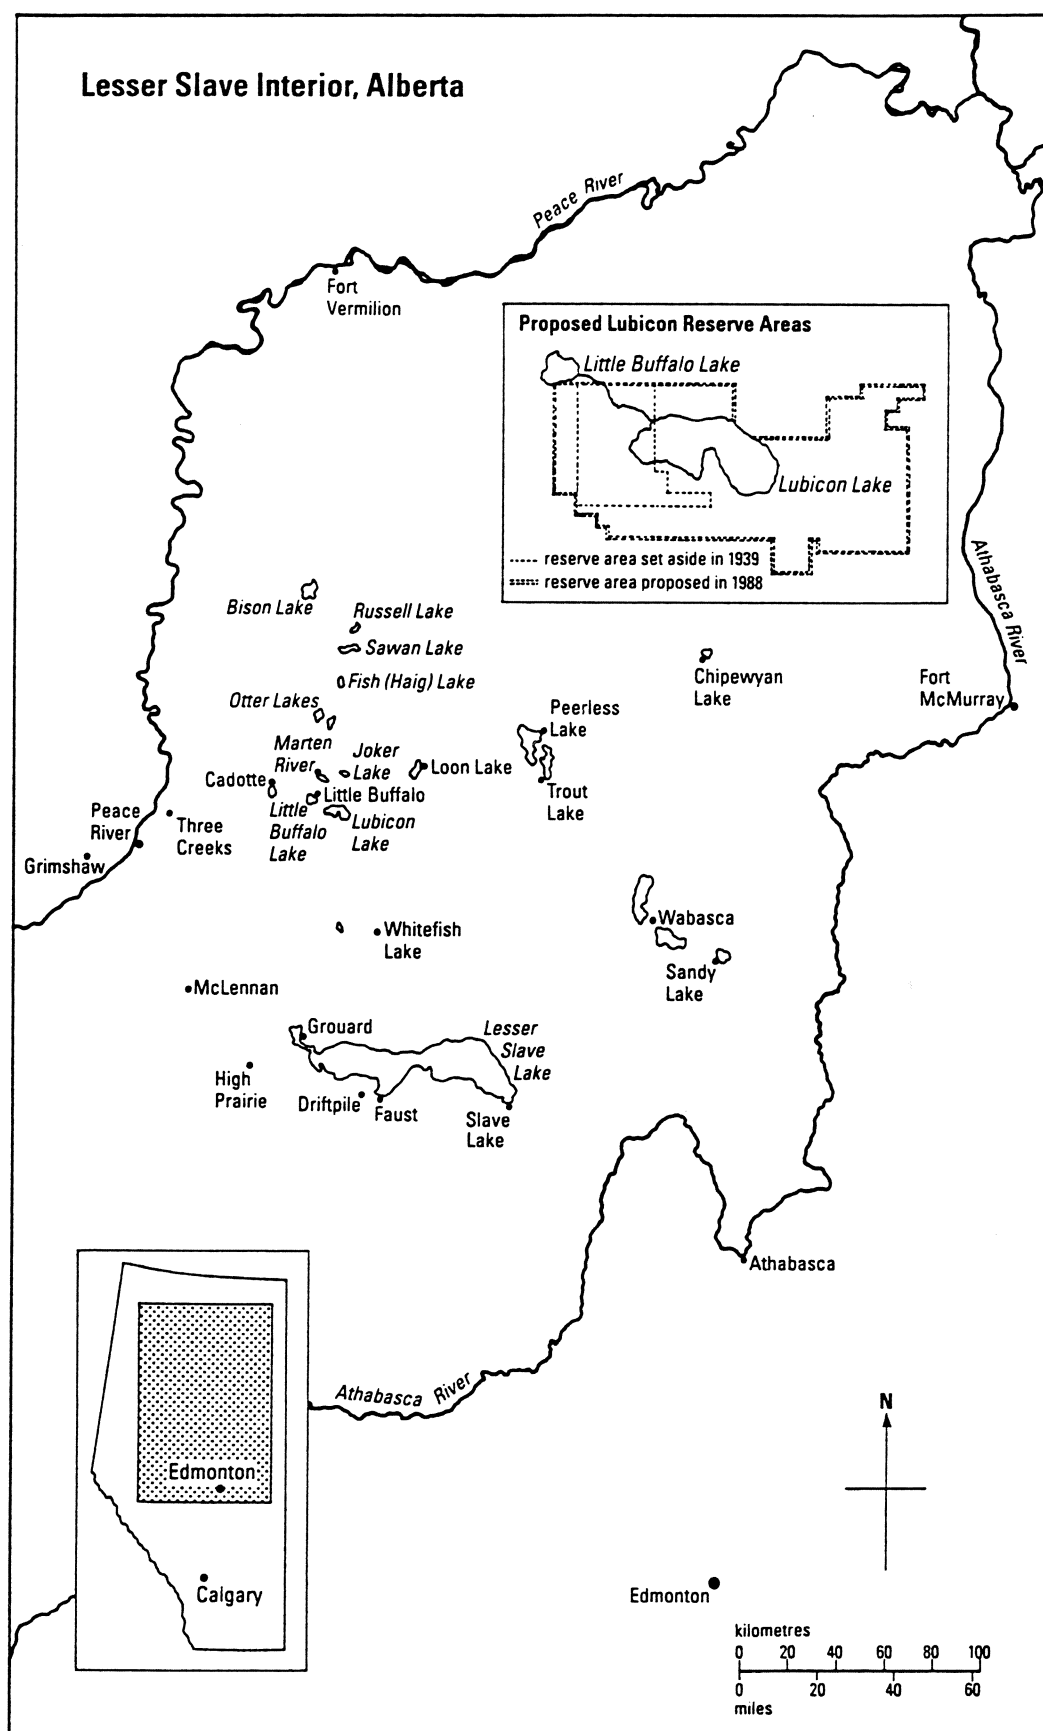 Lesser Slave Interior, Alberta
Peace River
Fort
Vermilion
Proposed Lubicon Reserve Areas
Little Buffalo Lake
Lubicon Lake
reserve area set aside in 1939
reserve area proposed in 1988
Athabasca River
Bison Lake
Russell Lake
Sawan Lake
Fish (Haig) Lake
Otter Lakes
Chipewyan
Lake
Fort
McMurray
Peerless
Lake
Marten
River
Joker
Lake
Loon Lake
Cadotte
Little Buffalo
Trout
Lake
Peace
River
Three
Creeks
Little
Buffalo
Lake
Lubicon
Lake
Grimshaw
Wabasca
Whitefish
Lake
Sandy
Lake
McLennan
Grouard
Lesser
Slave
Lake
High
Prairie
Driftpile
Faust
Slave
Lake
Athabasca
Athabasca River
Edmonton
Calgary
N
Edmonton
kilometres
0 20 40 60 80 100
0 20 40 60
miles